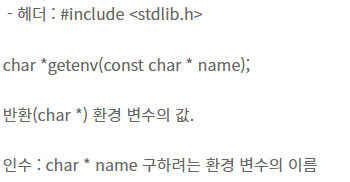 - 헤더 : #include <stdlib.h>
char *getenv(const char * name);
반환(char *) 환경 변수의 값.
인수 : char * name 구하려는 환경 변수의 이름